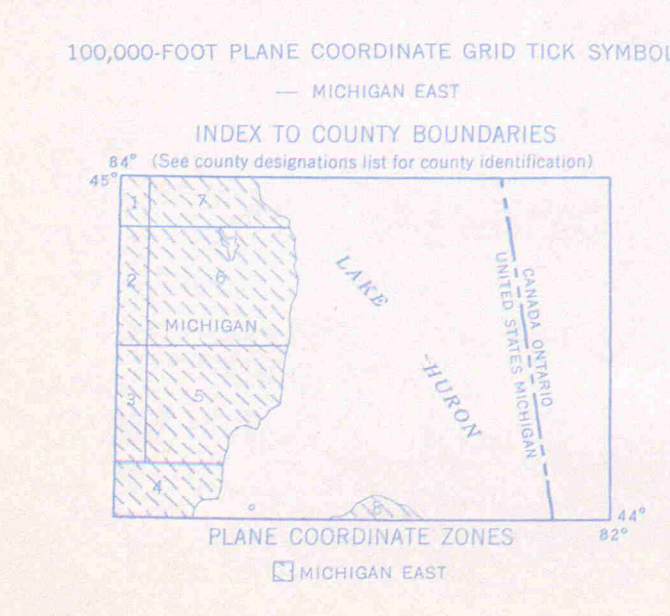 100,000-FOOT PLANE COORDINATE GRID TICK SYMBOL
— MICHIGAN EAST
INDEX TO COUNTY BOUNDARIES
84° (See county designations list for county identification)
45°
1 7
2 6
MICHIGAN
3 5
4
8
LAKE
HURON
CANADA ONTARIO
UNITED STATES MICHIGAN
44°
82°
PLANE COORDINATE ZONES
MICHIGAN EAST